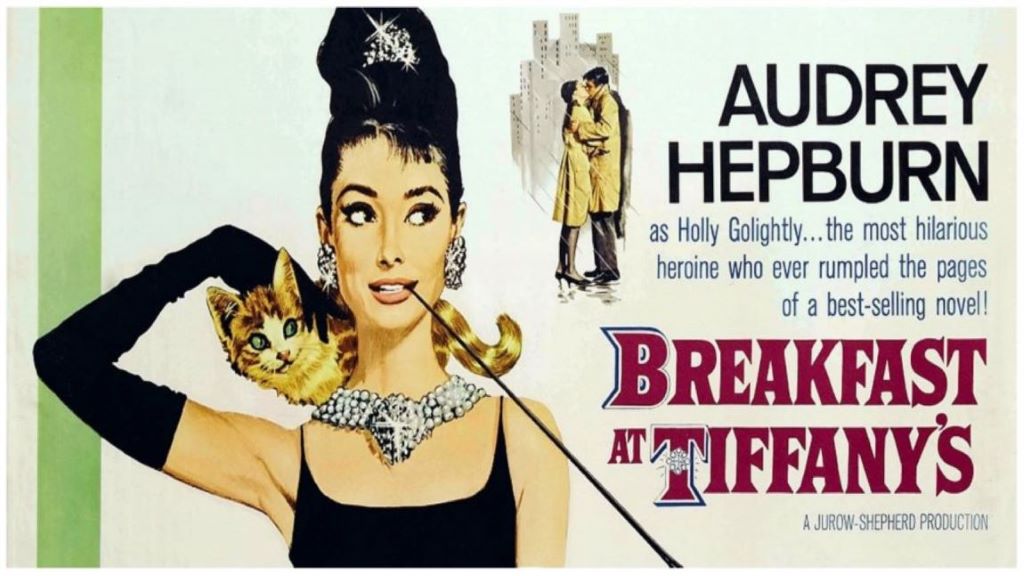 AUDREY
HEPBURN
as Holly Golightly...the most hilarious
heroine who ever rumpled the pages
of a best-selling novel!
BREAKFAST
AT TIFFANY'S
A JUROW-SHEPHERD PRODUCTION